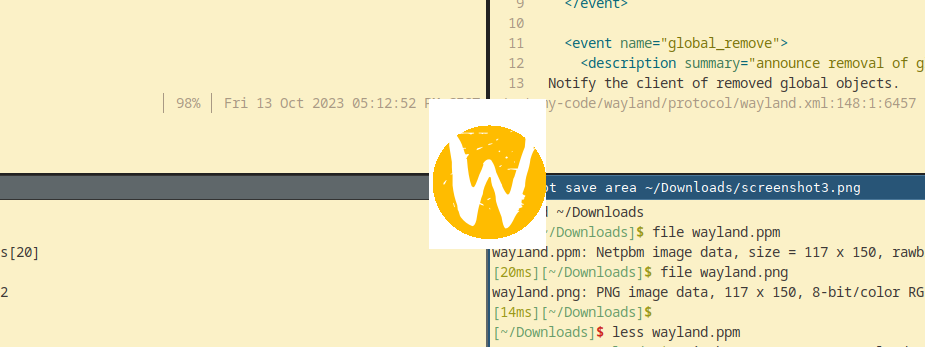 9 </event>
10
11 <event name="global_remove">
12 <description summary="announce removal of g
13 Notify the client of removed global objects.
98% Fri 13 Oct 2023 05:12:52
my-code/wayland/protocol/wayland.xml:148:1:6457
ot save area ~/Downloads/screenshot3.png
~/Downloads
s[20]
~/Downloads]$ file wayland.ppm
wayland.ppm: Netpbm image data, size = 117 x 150, rawb
[20ms][~/Downloads]$ file wayland.png
2
wayland.png: PNG image data, 117 x 150, 8-bit/color RG
[14ms][~/Downloads]$
[~/Downloads]$ less wayland.ppm